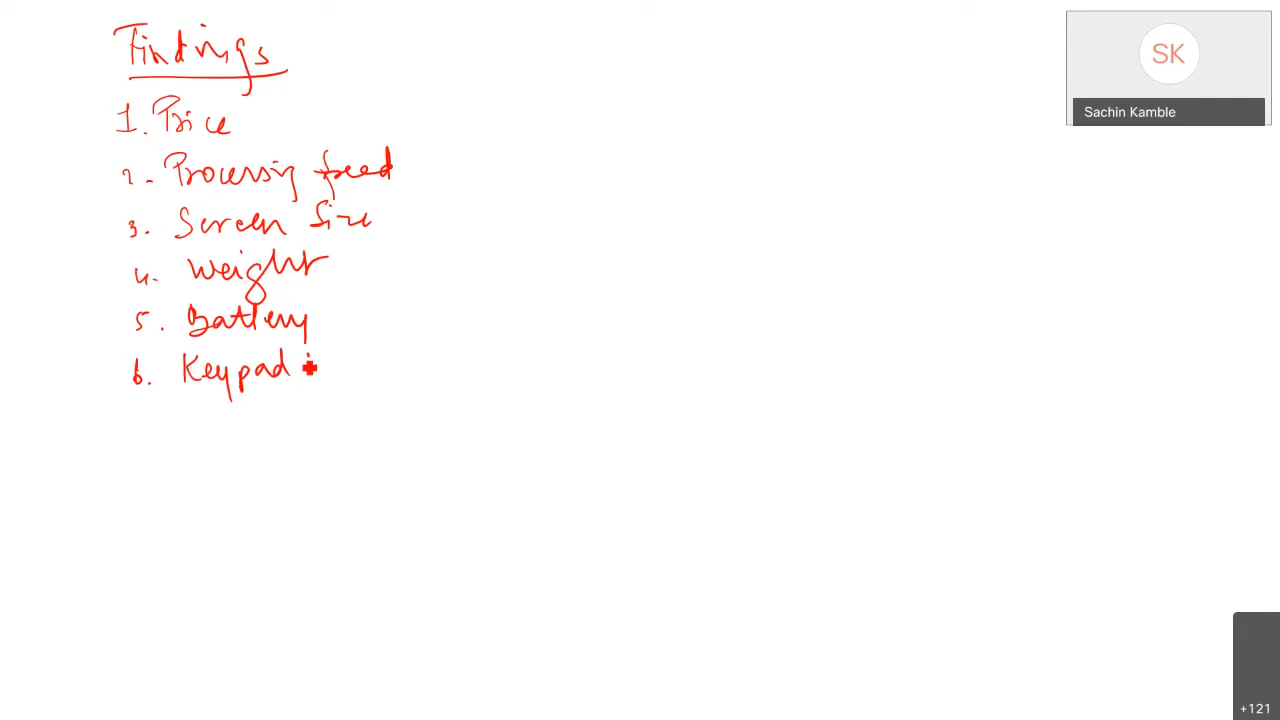 Findings
1. Price
2. Processing speed
3. Screen Size
4. Weight
5. Battery
6. Keypad
SK
Sachin Kamble
+121